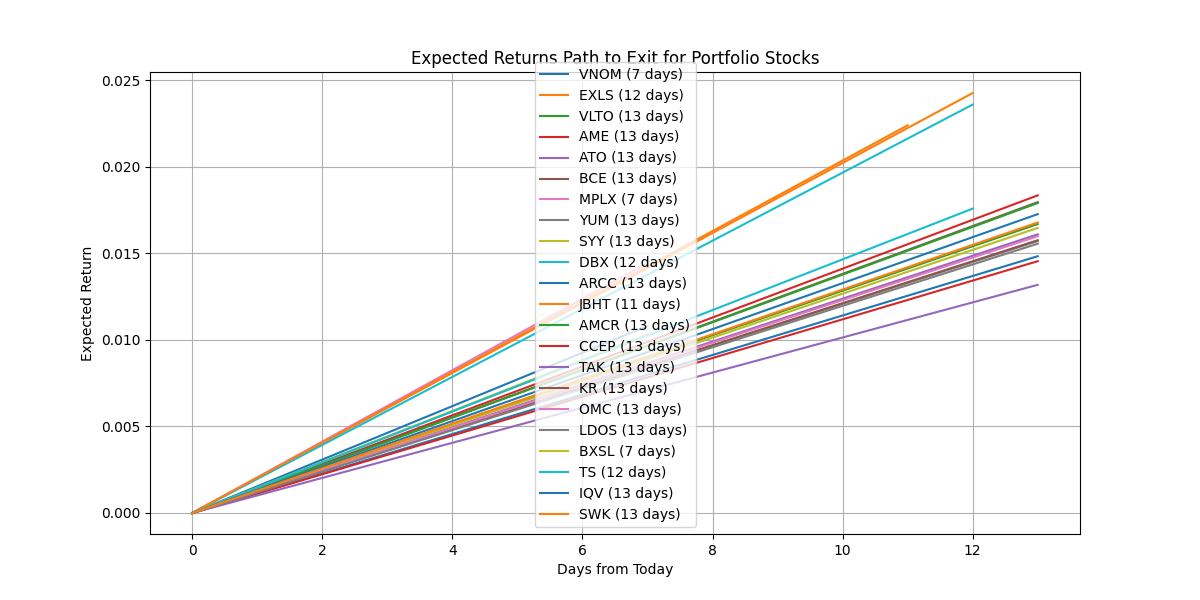 Expected Returns Path to Exit for Portfolio Stocks
VNOM (7 days)
EXLS (12 days)
VLTO (13 days)
AME (13 days)
ATO (13 days)
BCE (13 days)
MPLX (7 days)
YUM (13 days)
SYY (13 days)
DBX (12 days)
ARCC (13 days)
JBHT (11 days)
AMCR (13 days)
CCEP (13 days)
TAK (13 days)
KR (13 days)
OMC (13 days)
LDOS (13 days)
BXSL (7 days)
TS (12 days)
IQV (13 days)
SWK (13 days)
Expected Return
0.025
0.020
0.015
0.010
0.005
0.000
0 2 4 6 8 10 12
Days from Today